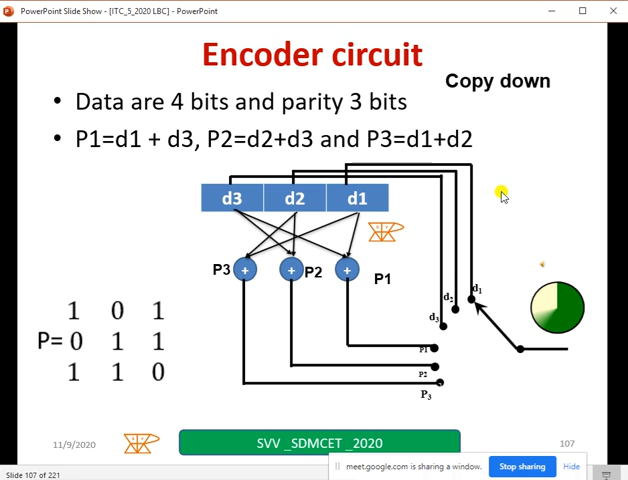 PowerPoint Slide Show - [ITC_5_2020 LBC] - PowerPoint
Encoder circuit
Copy down
• Data are 4 bits and parity 3 bits
• P1=d1 + d3, P2=d2+d3 and P3=d1+d2
d3 d2 d1
P3 + + P2 + P1
d1
d2
d3
P1
P2
P3
1 0 1
P= 0 1 1
1 1 0
11/9/2020
SVV _SDMCET _2020
107
meet.google.com is sharing a window. Stop sharing Hide
Slide 107 of 221